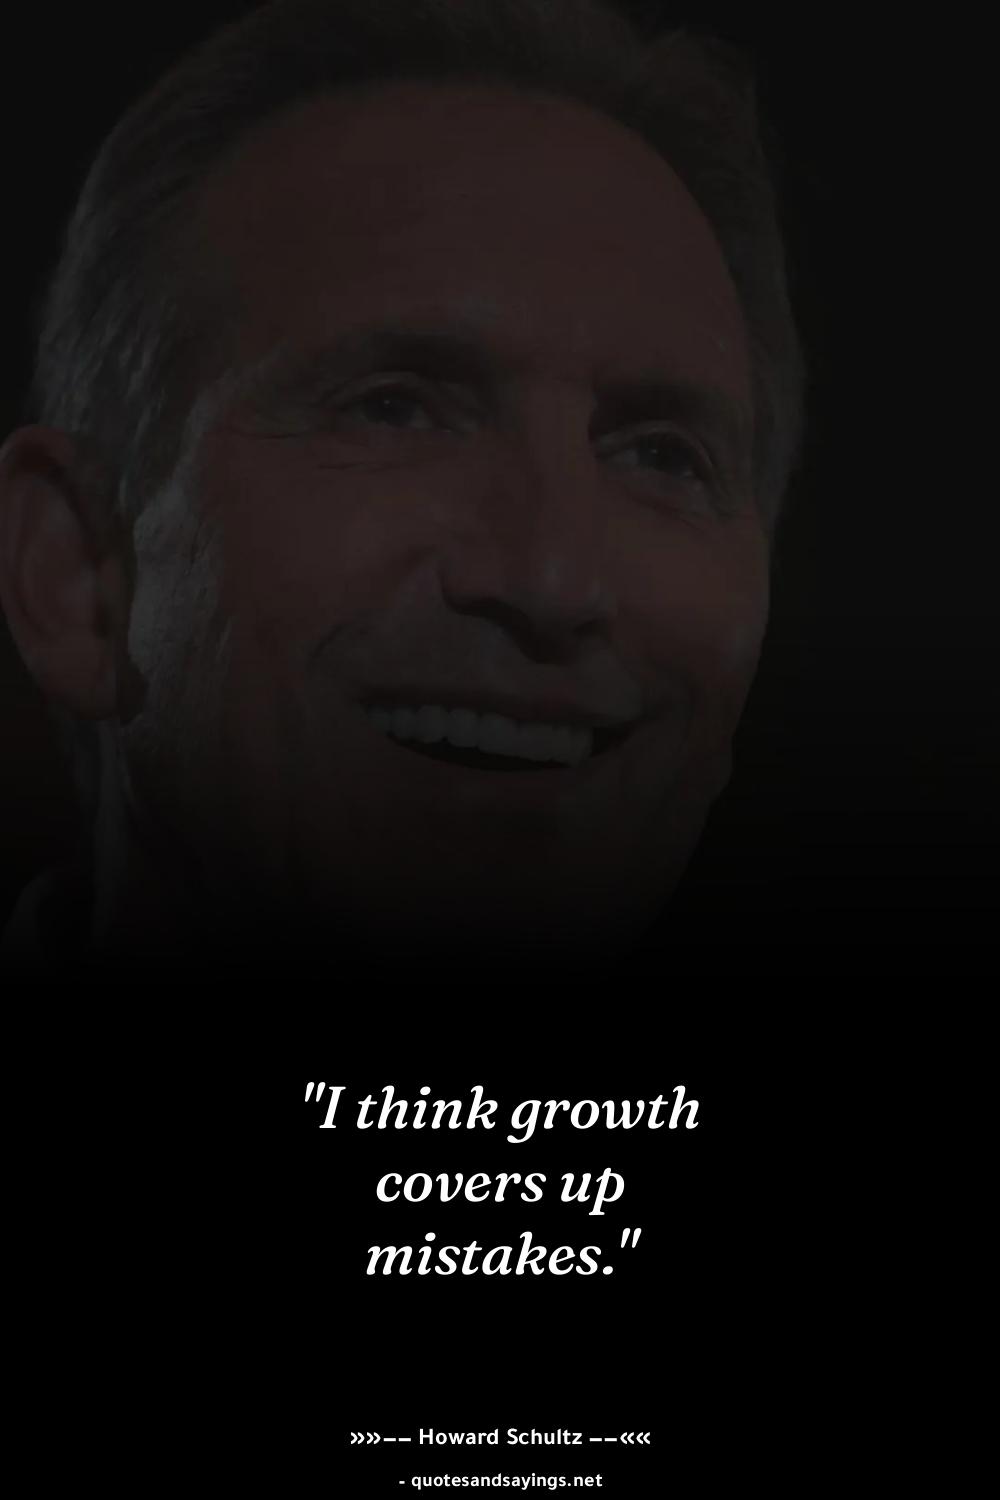 "I think growth
covers up
mistakes."
»»–– Howard Schultz ––««
- quotesandsayings.net